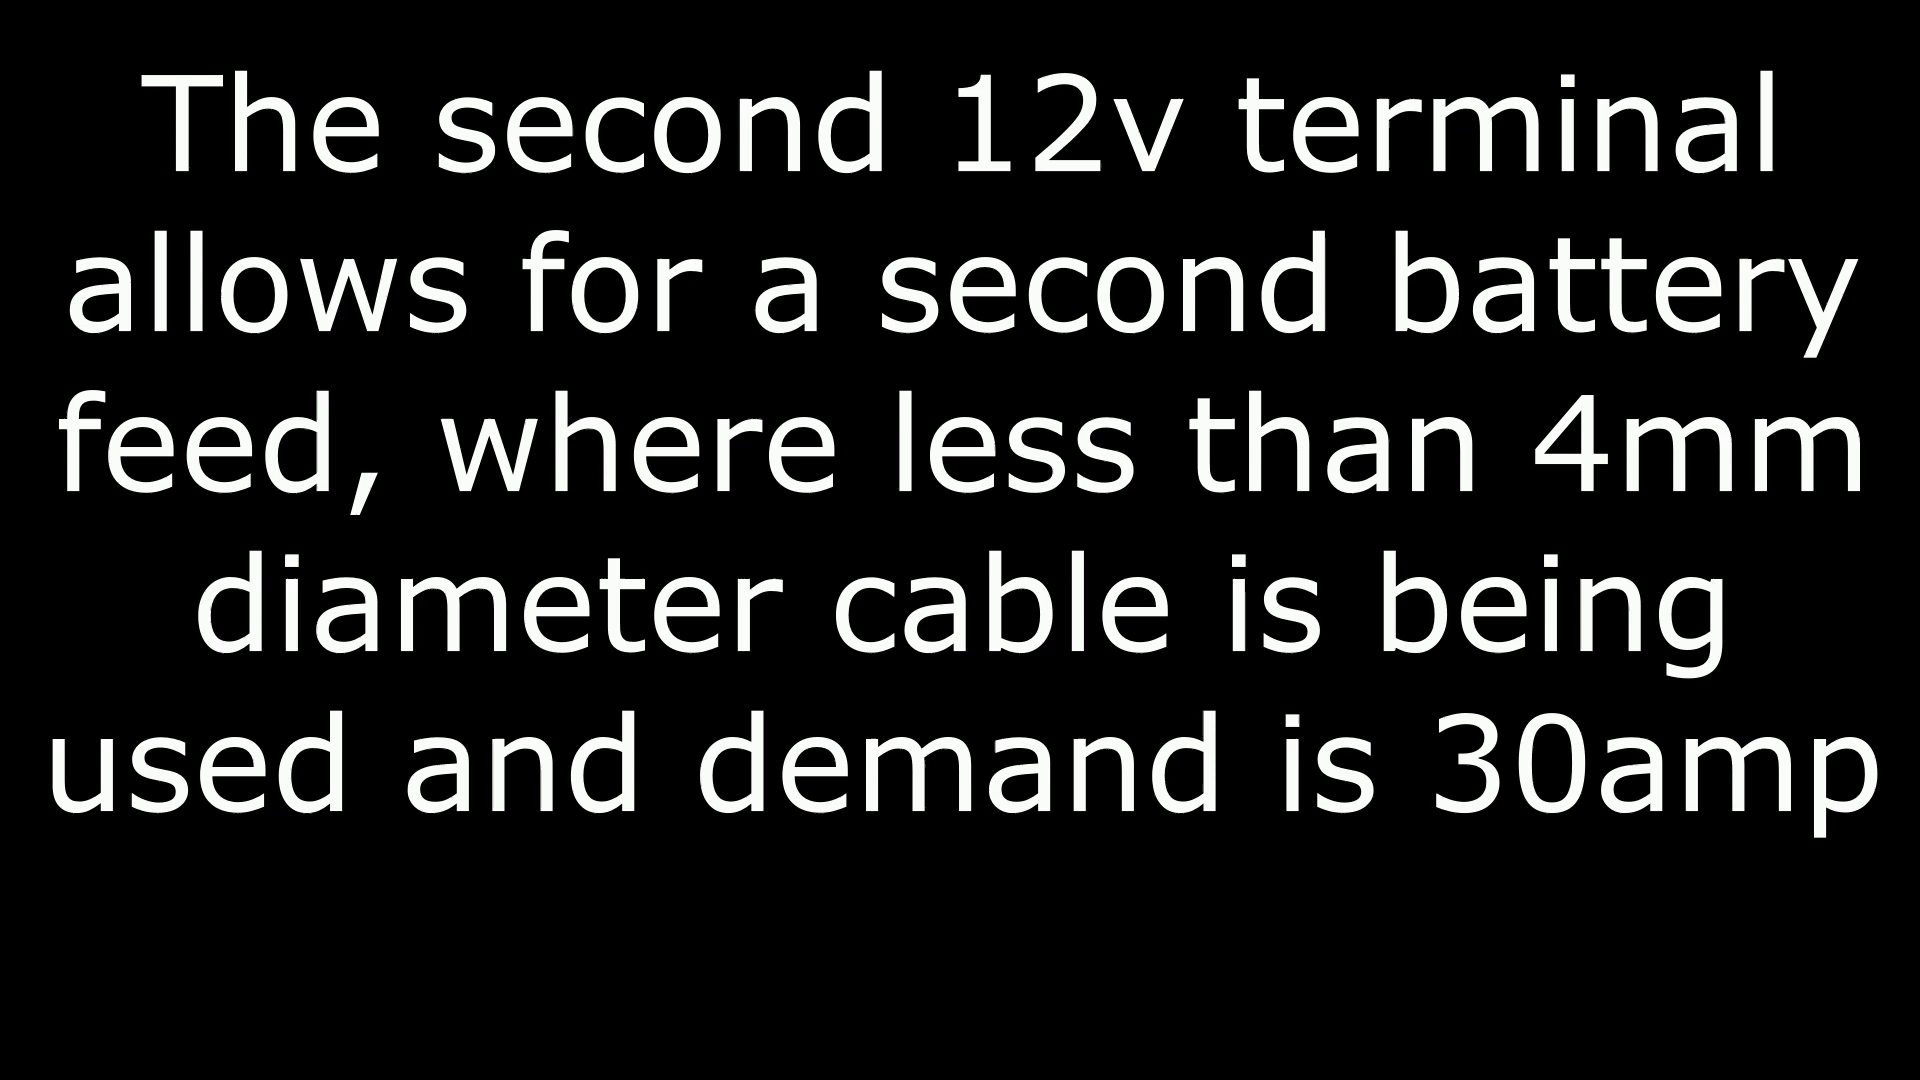 The second 12v terminal
allows for a second battery
feed, where less than 4mm
diameter cable is being
used and demand is 30amp